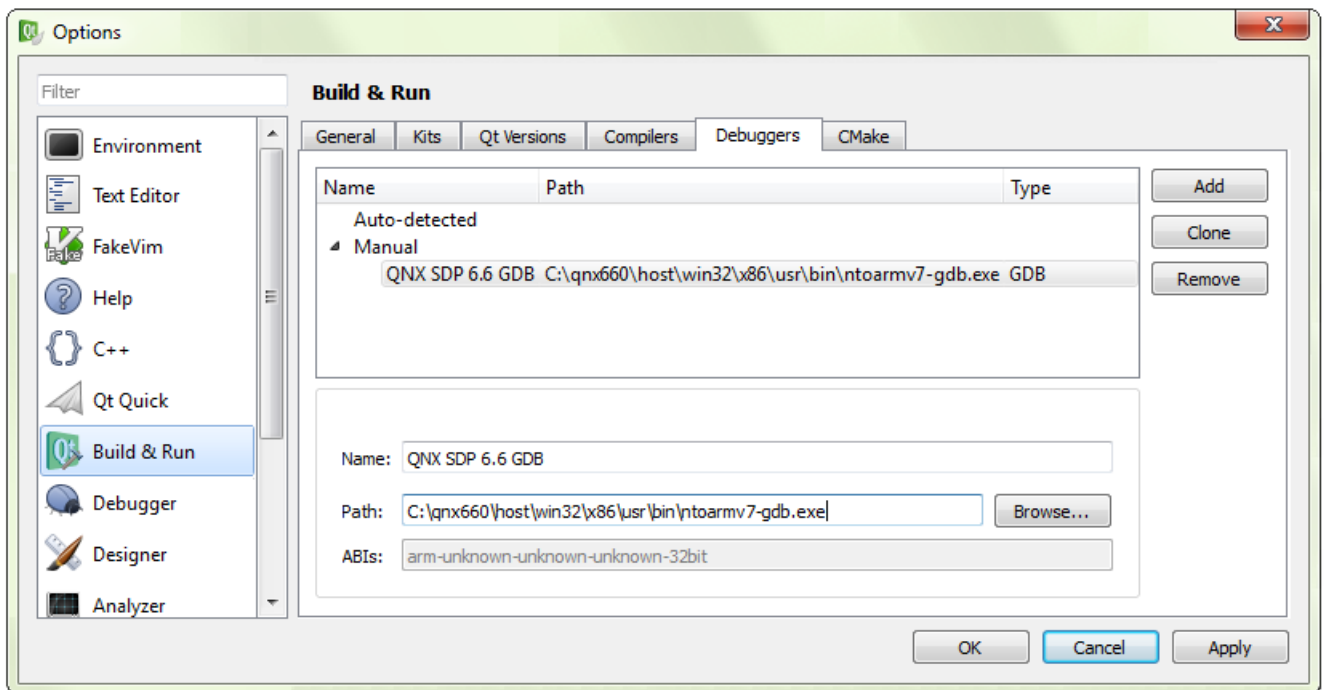 Options
Filter
Build & Run
Environment
Text Editor
FakeVim
Help
C++
Qt Quick
Build & Run
Debugger
Designer
Analyzer
General Kits Qt Versions Compilers Debuggers CMake
Name Path Type
Auto-detected
Manual
QNX SDP 6.6 GDB C:\qnx660\host\win32\x86\usr\bin\ntoarmv7-gdb.exe GDB
Add
Clone
Remove
Name: QNX SDP 6.6 GDB
Path: C:\qnx660\host\win32\x86\usr\bin\ntoarmv7-gdb.exe Browse...
ABIs: arm-unknown-unknown-unknown-32bit
OK Cancel Apply